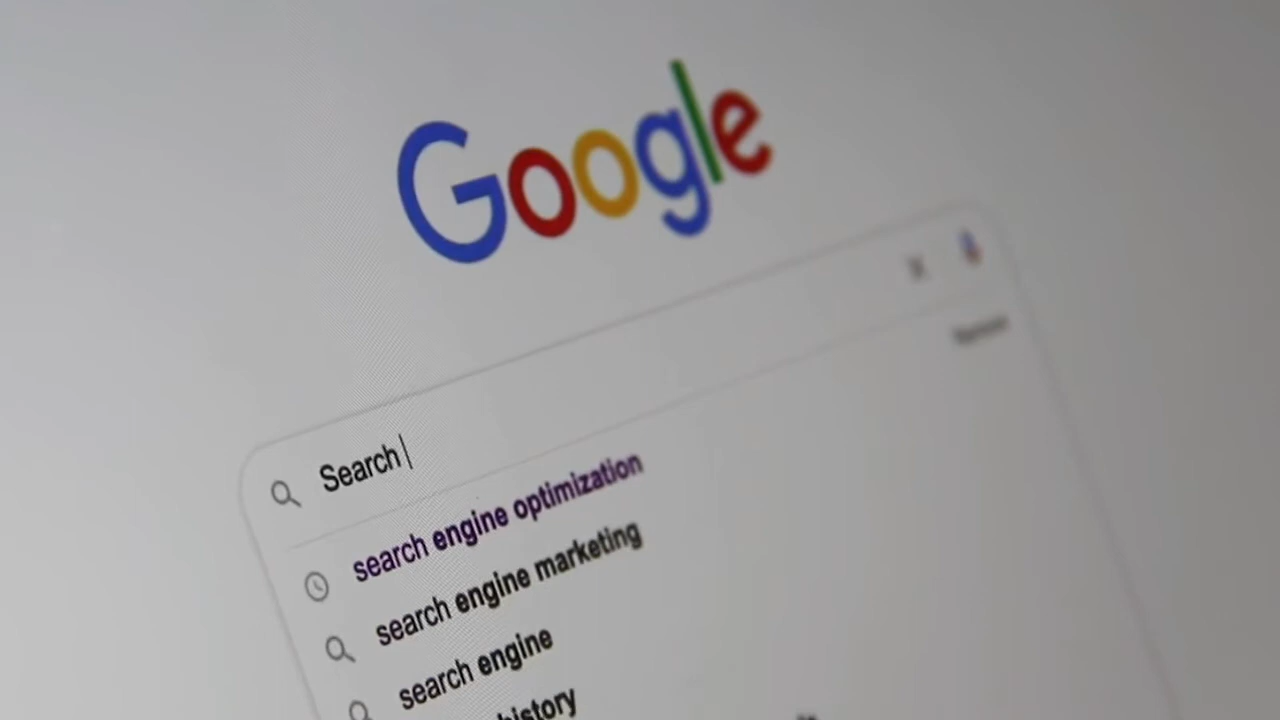 Google
Search
search engine optimization
search engine marketing
search engine
history